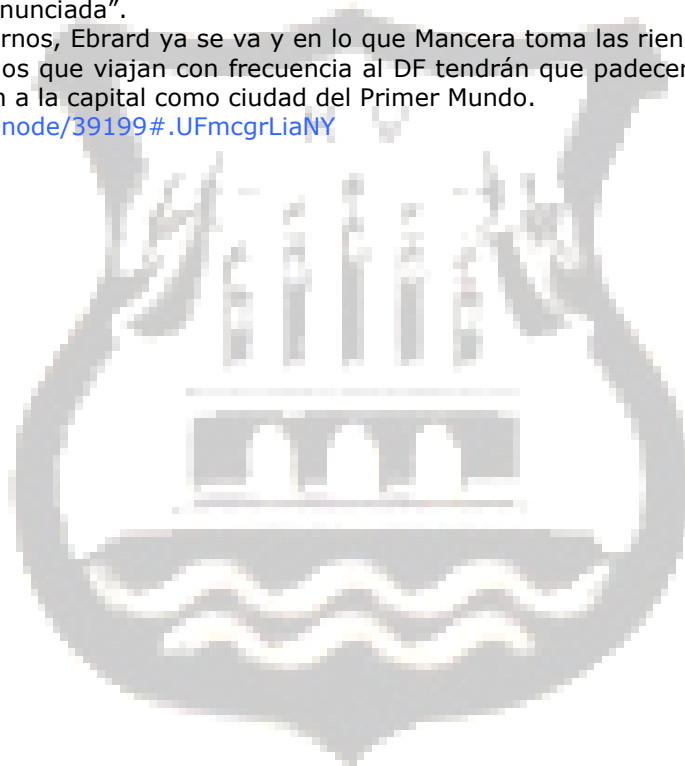 nunciada”.
rnos, Ebrard ya se va y en lo que Mancera toma las rien
os que viajan con frecuencia al DF tendrán que padecer
n a la capital como ciudad del Primer Mundo.
node/39199#.UFmcgrLiaNY